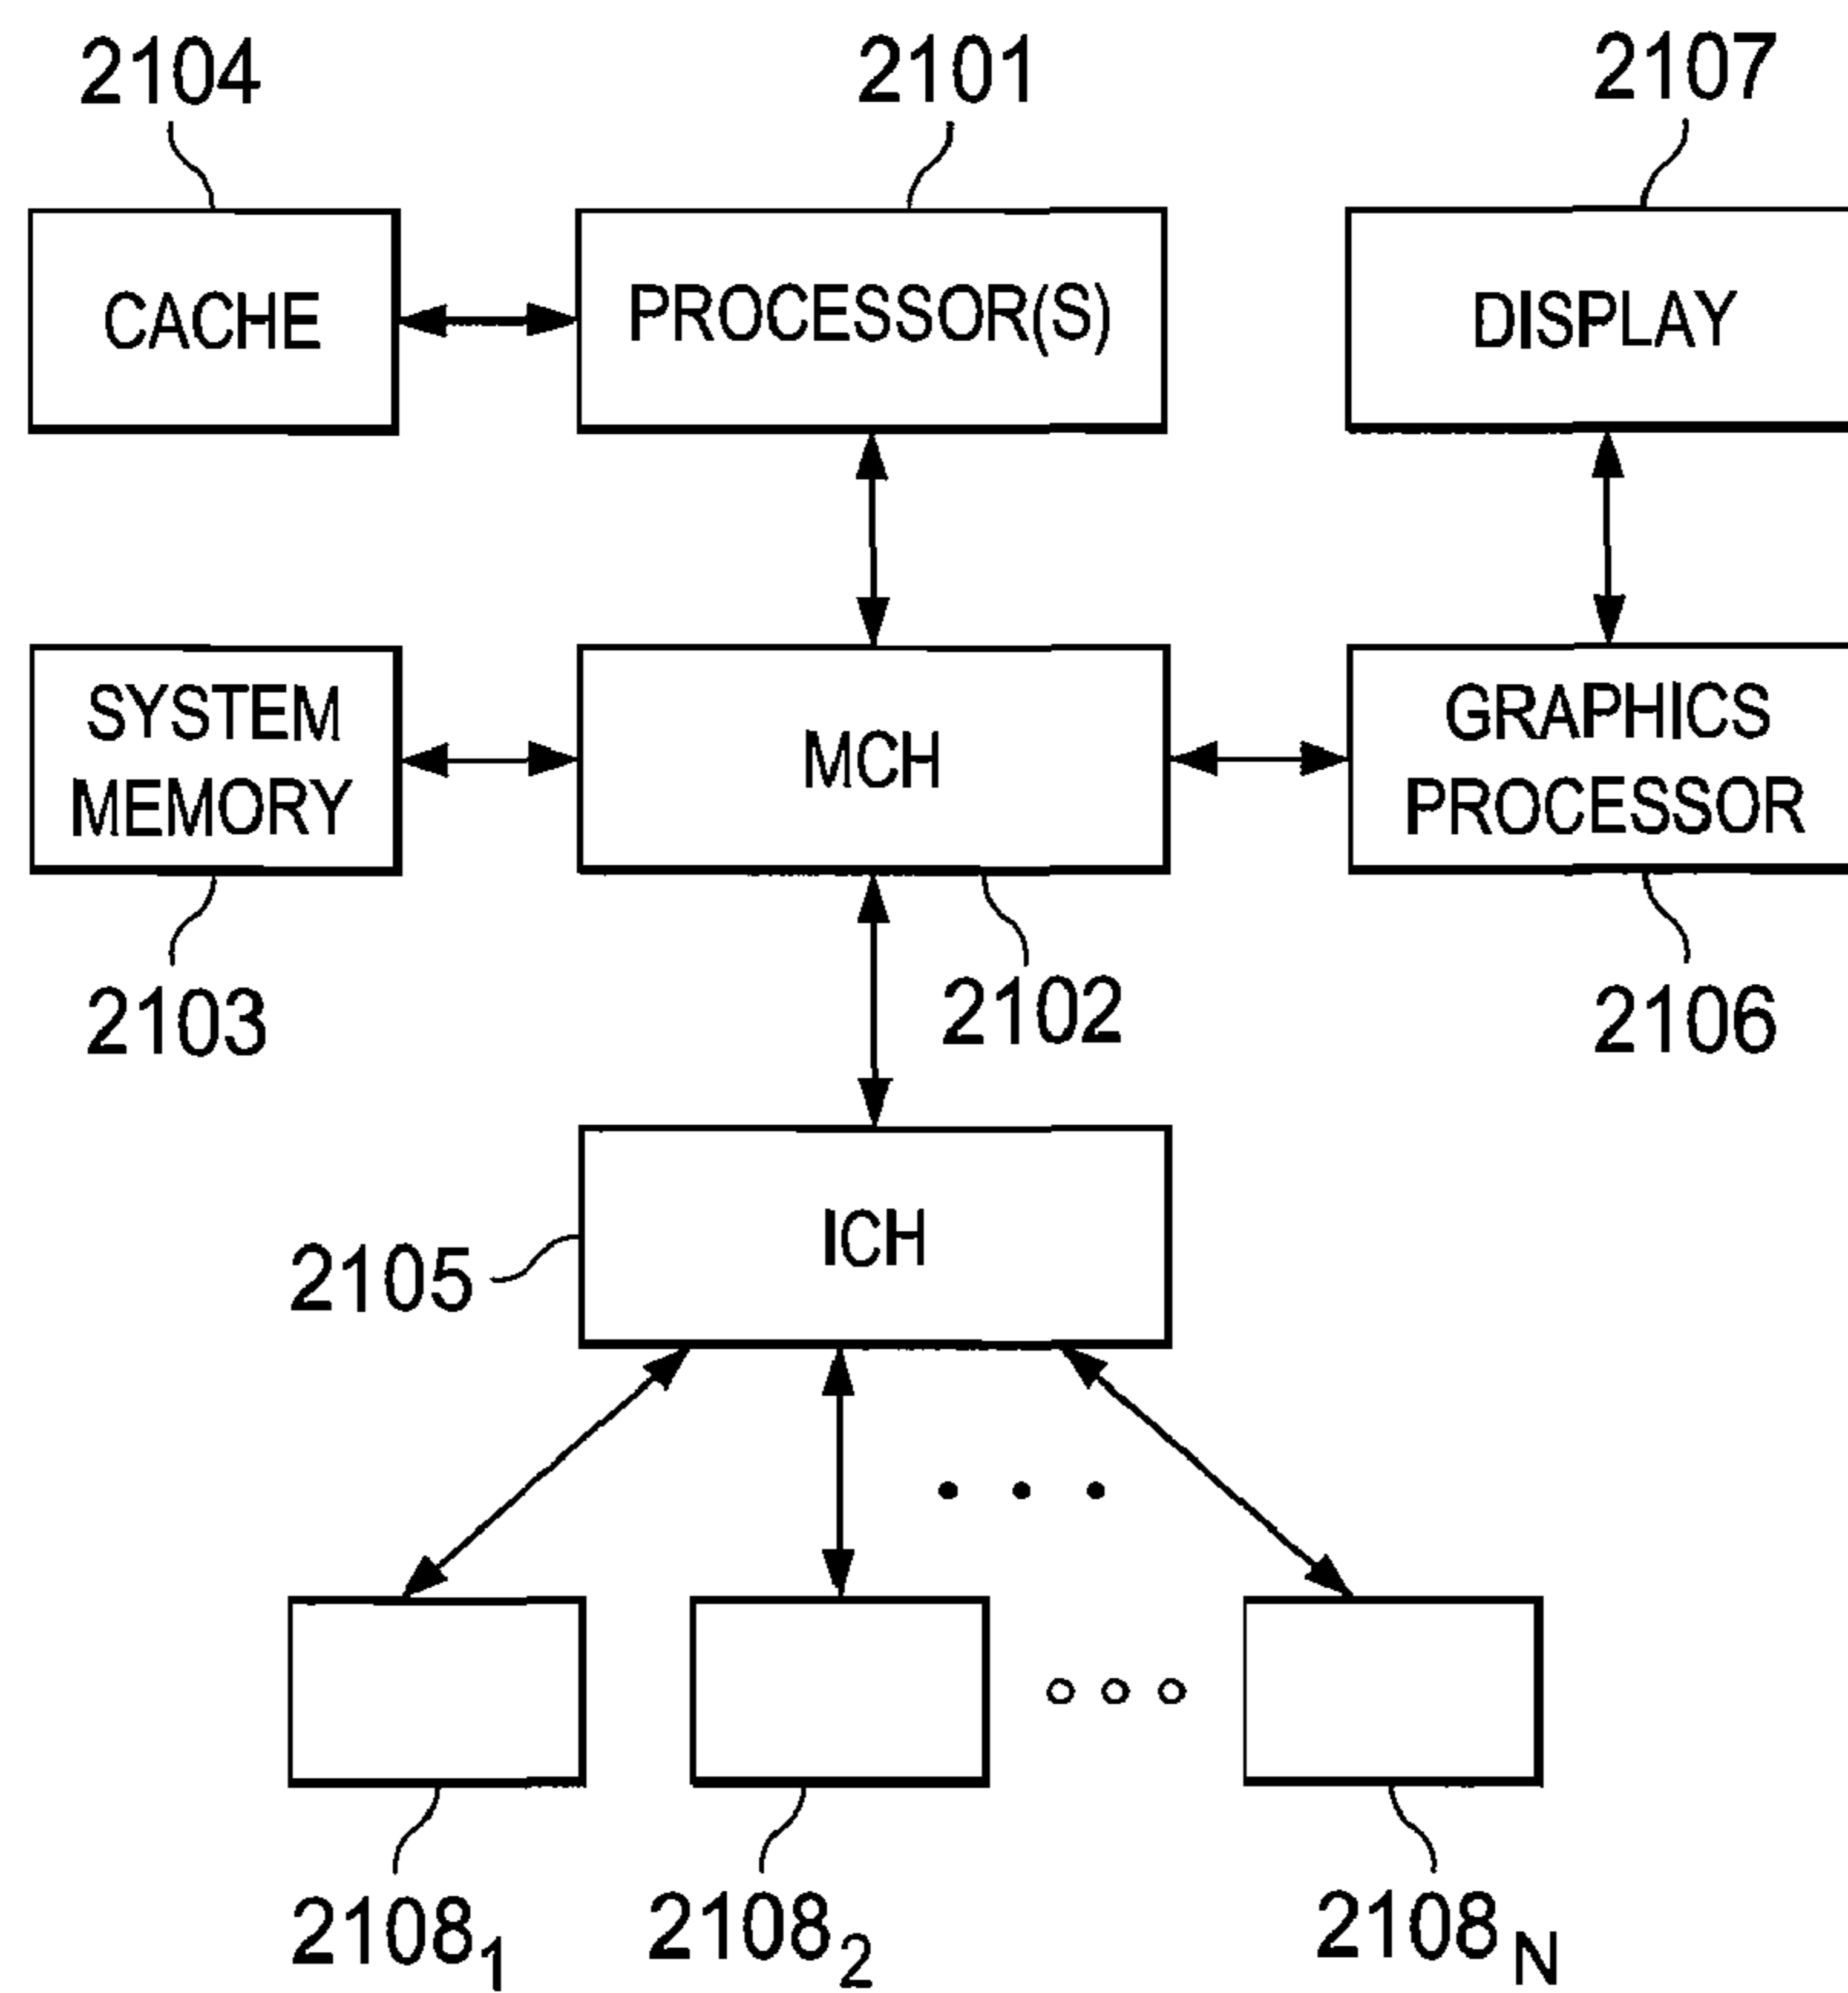 2104
2101
2107
CACHE
PROCESSOR(S)
DISPLAY
SYSTEM
MEMORY
MCH
GRAPHICS
PROCESSOR
2103
2102
2106
ICH
2105
2108₁
2108₂
2108N